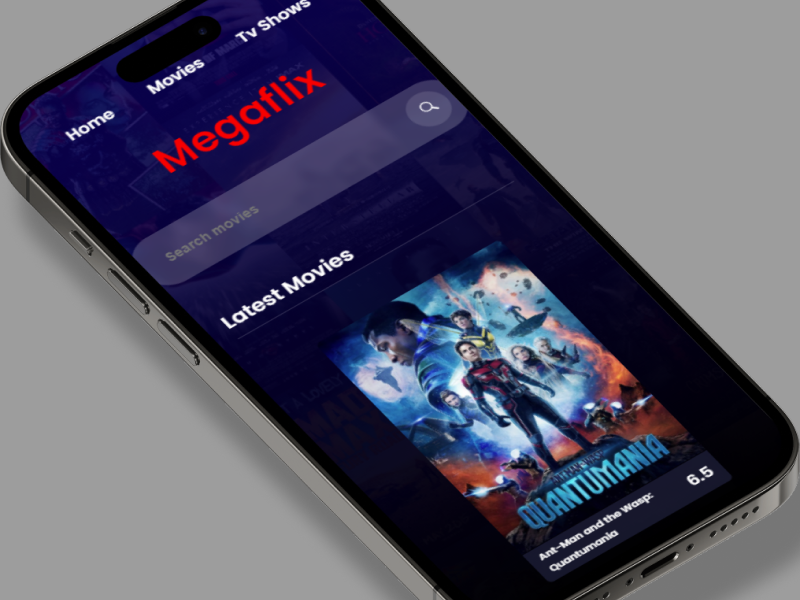 Home
Movies
Tv Shows
Megaflix
Search movies
Latest Movies
QUANTUMANIA
Ant-Man and the Wasp:
Quantumania
6.5